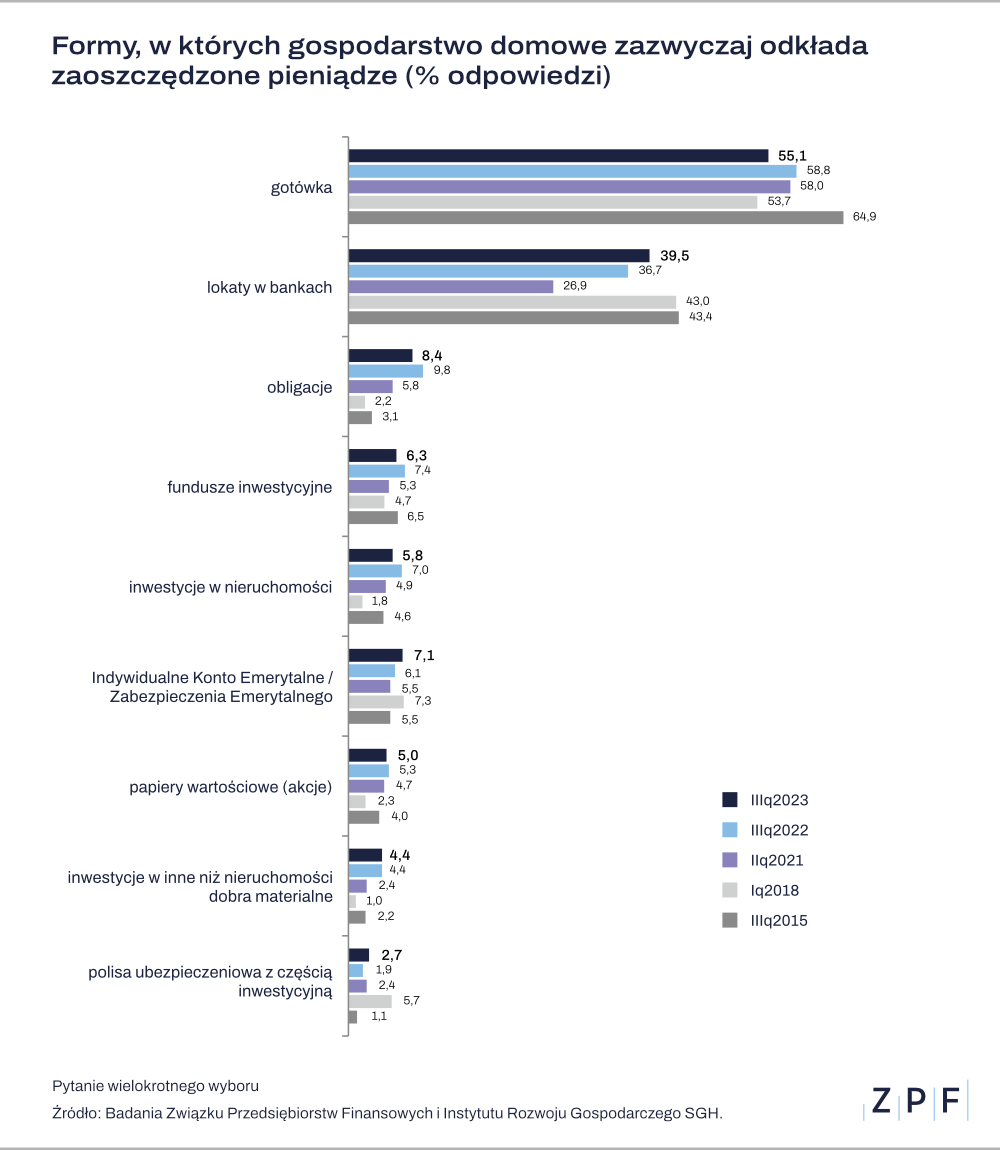 Formy, w których gospodarstwo domowe zazwyczaj odkłada
zaoszczędzone pieniądze (% odpowiedzi)
gotówka
55,1
58,8
58,0
53,7
64,9
lokaty w bankach
39,5
36,7
26,9
43,0
43,4
obligacje
8,4
9,8
5,8
2,2
3,1
fundusze inwestycyjne
6,3
7,4
5,3
4,7
6,5
inwestycje w nieruchomości
5,8
7,0
4,9
1,8
4,6
Indywidualne Konto Emerytalne /
Zabezpieczenia Emerytalnego
7,1
6,1
5,5
7,3
5,5
papiery wartościowe (akcje)
5,0
5,3
4,7
2,3
4,0
inwestycje w inne niż nieruchomości
dobra materialne
4,4
4,4
2,4
1,0
2,2
polisa ubezpieczeniowa z częścią
inwestycyjną
2,7
1,9
2,4
5,7
1,1
IIIq2023
IIIq2022
IIq2021
Iq2018
IIIq2015
Pytanie wielokrotnego wyboru
Źródło: Badania Związku Przedsiębiorstw Finansowych i Instytutu Rozwoju Gospodarczego SGH.
Z P F